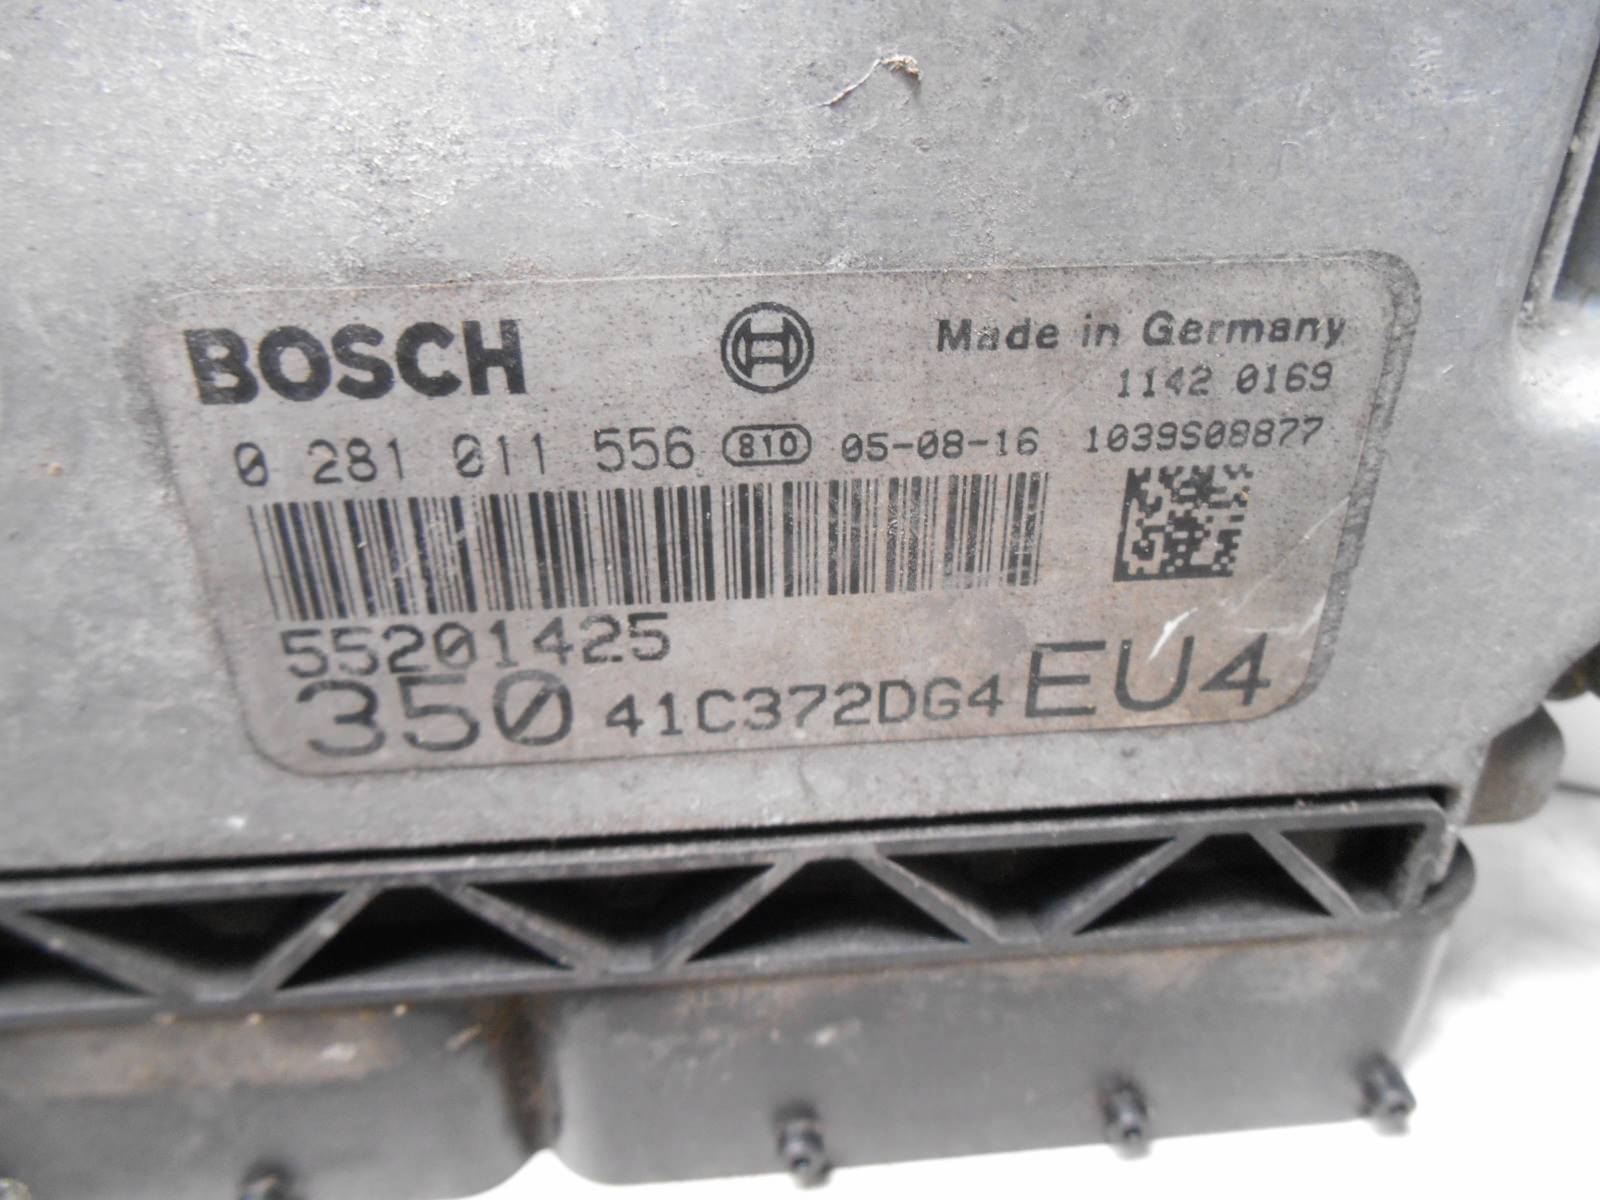 BOSCH
Made in Germany
1142 0169
0 281 011 556 810 05-08-16 1039S08877
55201425
350 41C372DG4 EU4